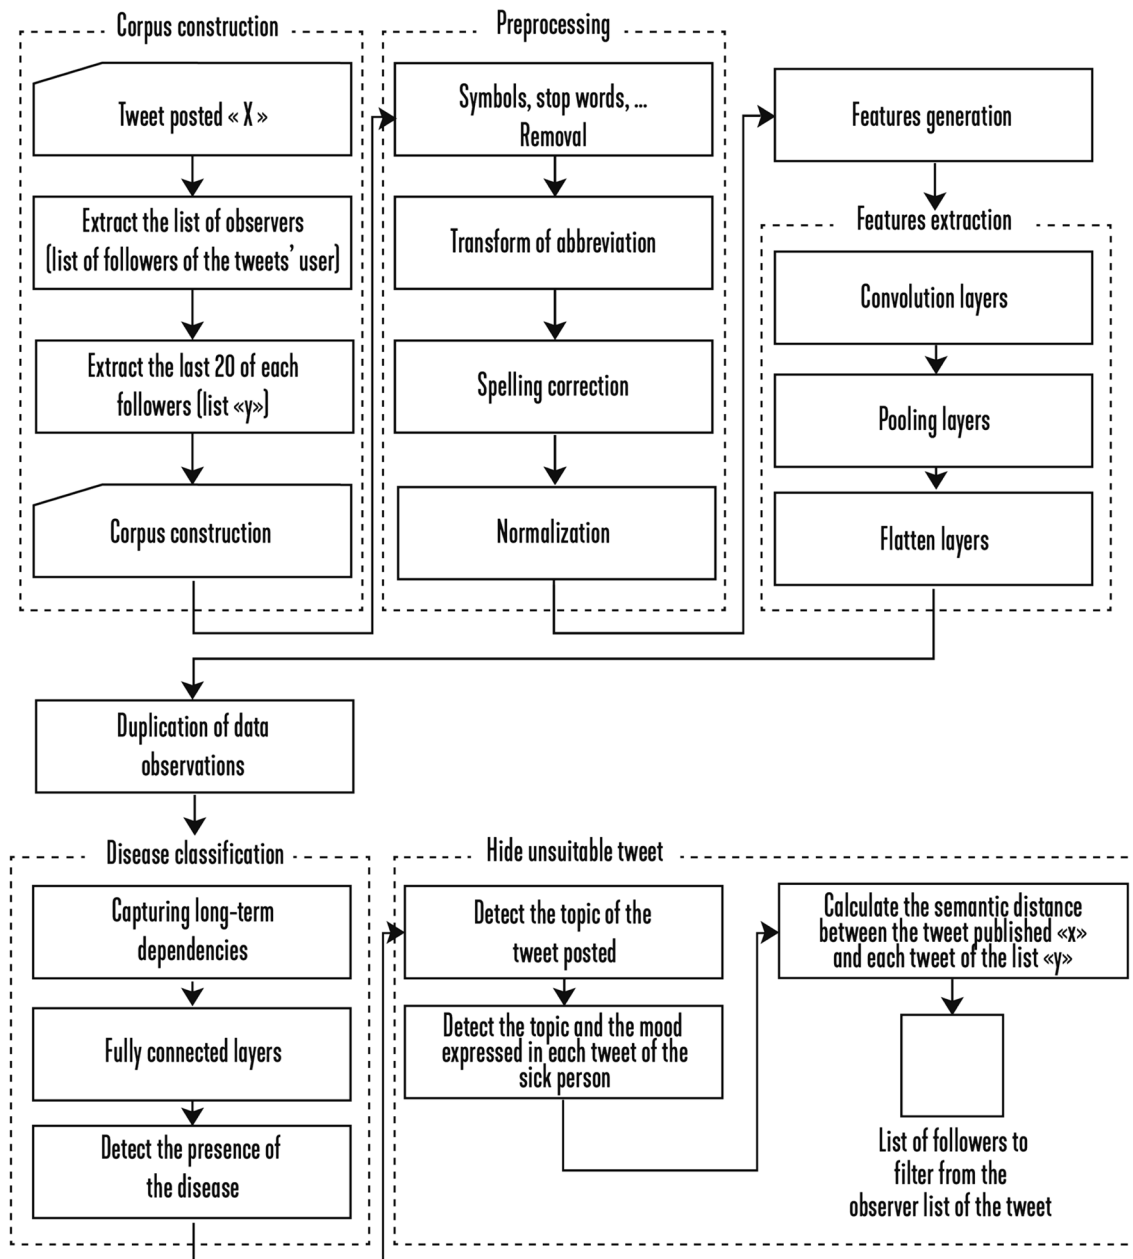 Corpus construction
Tweet posted « X »
Extract the list of observers
(list of followers of the tweets' user)
Extract the last 20 of each
followers (list «y»)
Corpus construction
Preprocessing
Symbols, stop words, ...
Removal
Transform of abbreviation
Spelling correction
Normalization
Features generation
Features extraction
Convolution layers
Pooling layers
Flatten layers
Duplication of data
observations
Disease classification
Capturing long-term
dependencies
Fully connected layers
Detect the presence of
the disease
Hide unsuitable tweet
Detect the topic of the
tweet posted
Detect the topic and the mood
expressed in each tweet of the
sick person
Calculate the semantic distance
between the tweet published «x»
and each tweet of the list «y»
List of followers to
filter from the
observer list of the tweet